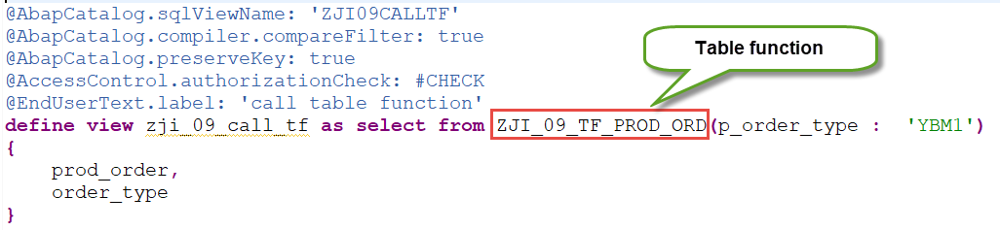 @AbapCatalog.sqlViewName: 'ZJI09CALLTF'
@AbapCatalog.compiler.compareFilter: true
@AbapCatalog.preserveKey: true
@AccessControl.authorizationCheck: #CHECK
@EndUserText.label: 'call table function'
Table function
define view zji_09_call_tf as select from ZJI_09_TF_PROD_ORD(p_order_type :  'YBM1')
{
    prod_order,
    order_type
}